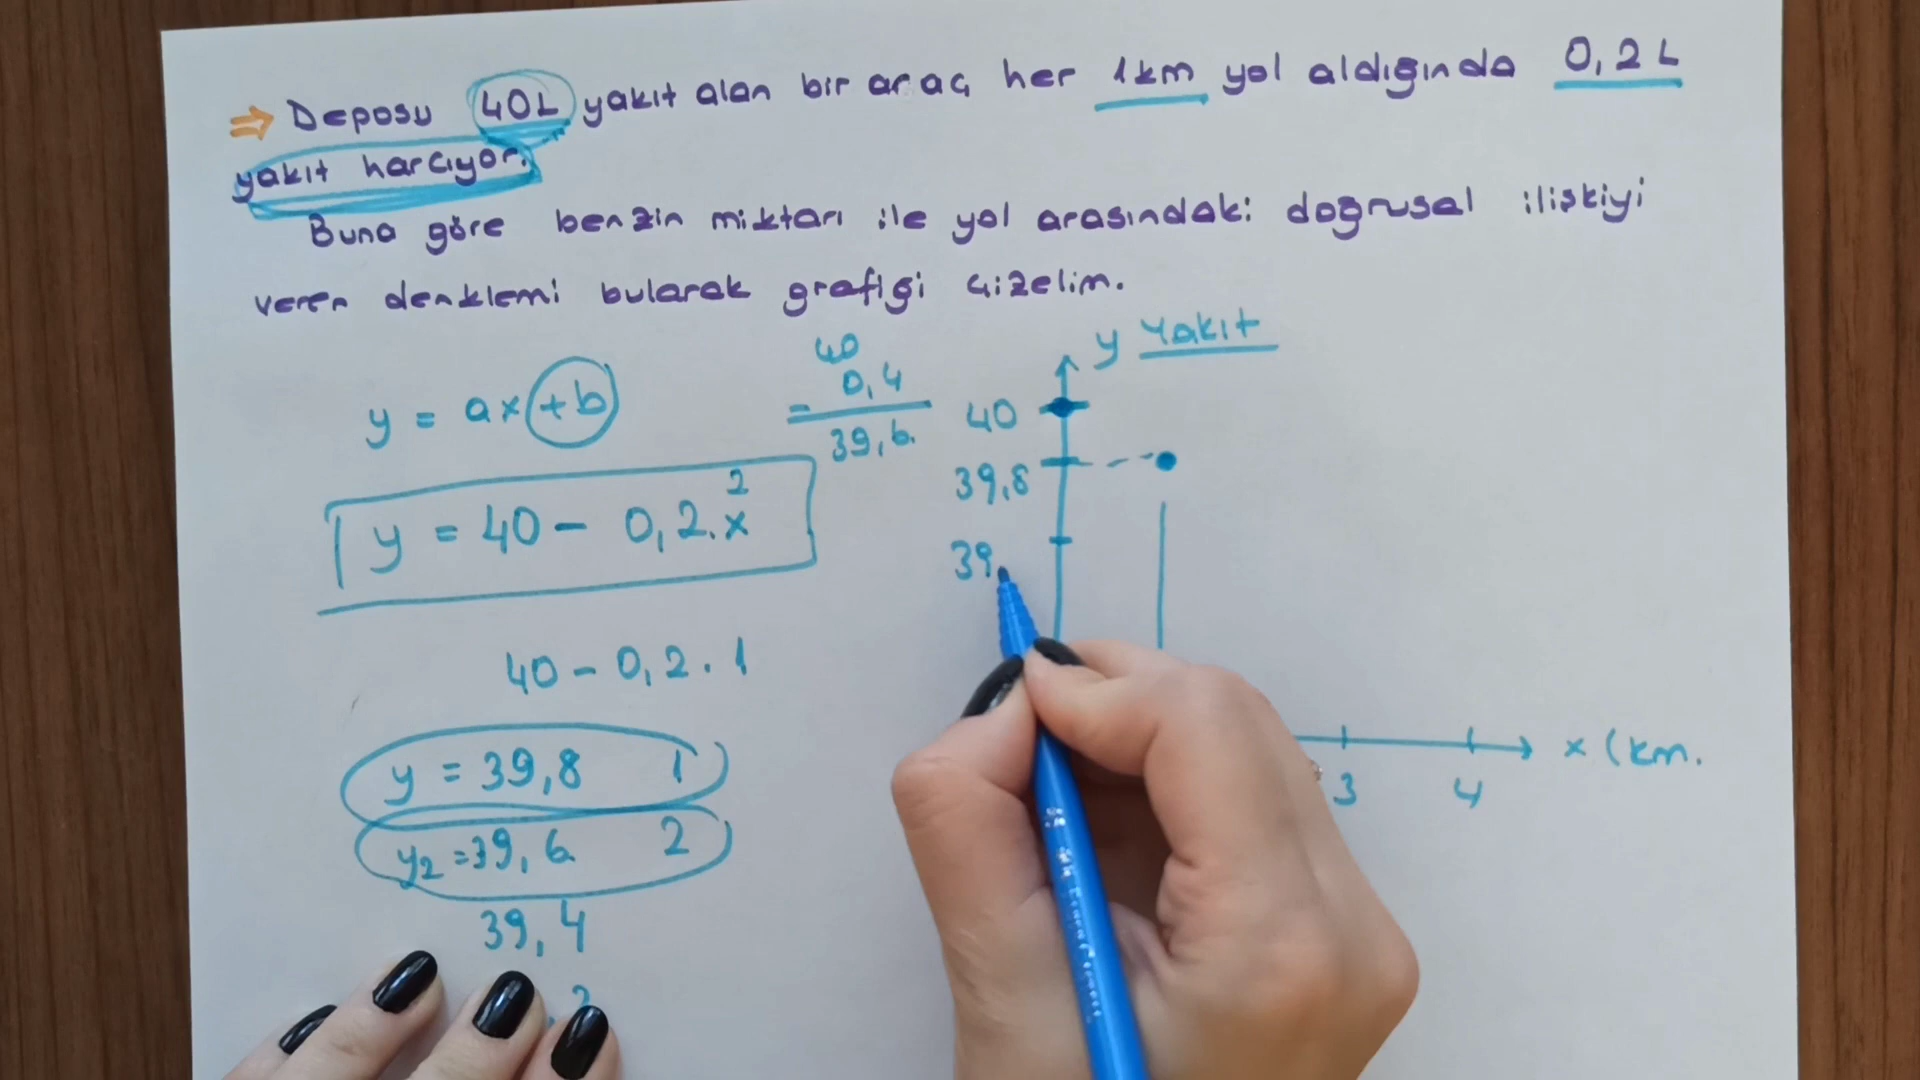 ⇒ Deposu 40L yakıt alan bir araç her 1km yol aldığında 0,2 L
yakıt harcıyor.
Buna göre benzin miktarı ile yol arasındaki doğrusal ilişkiyi
veren denklemi bularak grafiği çizelim.
y = ax + b
y = 40 - 0,2.x
2
40 - 0,2 . 1
y = 39,8 1
y2 = 39,6 2
39,4
40
0,4
-
39,6
y Yakıt
40
39,8
39,
3 4
x (km.